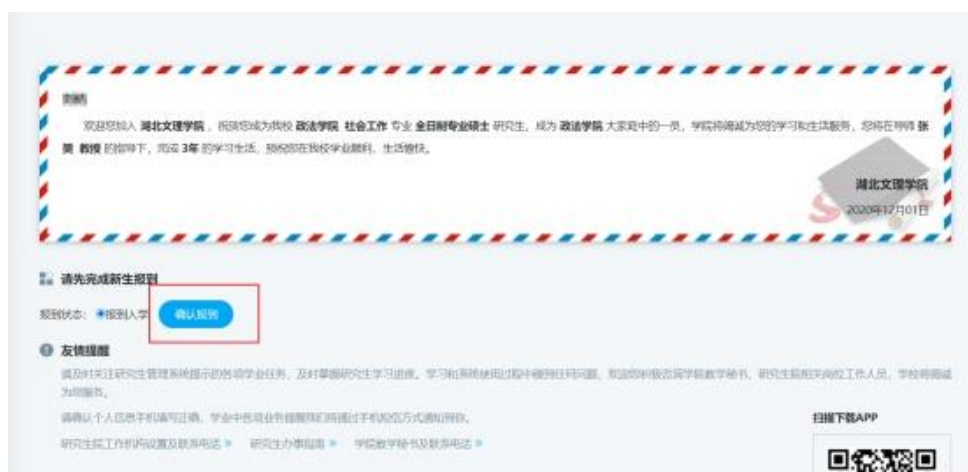 欢迎您加入 湖北文理学院，祝贺您成为我校 政法学院 社会工作 专业 全日制专业硕士 研究生，成为 政法学院 大家庭中的一员，学院将竭诚为您的学习和生活服务，您将在导师 张
教授 的指导下，完成 3年 的学习生活，预祝您在我校学业顺利、生活愉快。
湖北文理学院
2020年12月01日
请先完成新生报到
报到状态： 报到入学 确认报到
友情提醒
请及时关注研究生管理系统提示的各项学业任务，及时掌握研究生学习进度。学习和系统使用过程中碰到任何问题，欢迎您积极咨询学院教学秘书、研究生院相关岗位工作人员，学校将竭诚
为您服务。
请确认个人信息手机填写正确，学业中各项业务提醒我们将通过手机短信方式通知到你。
扫描下载APP
研究生院工作机构设置及联系电话 » 研究生办事指南 » 学院教学秘书及联系电话 »